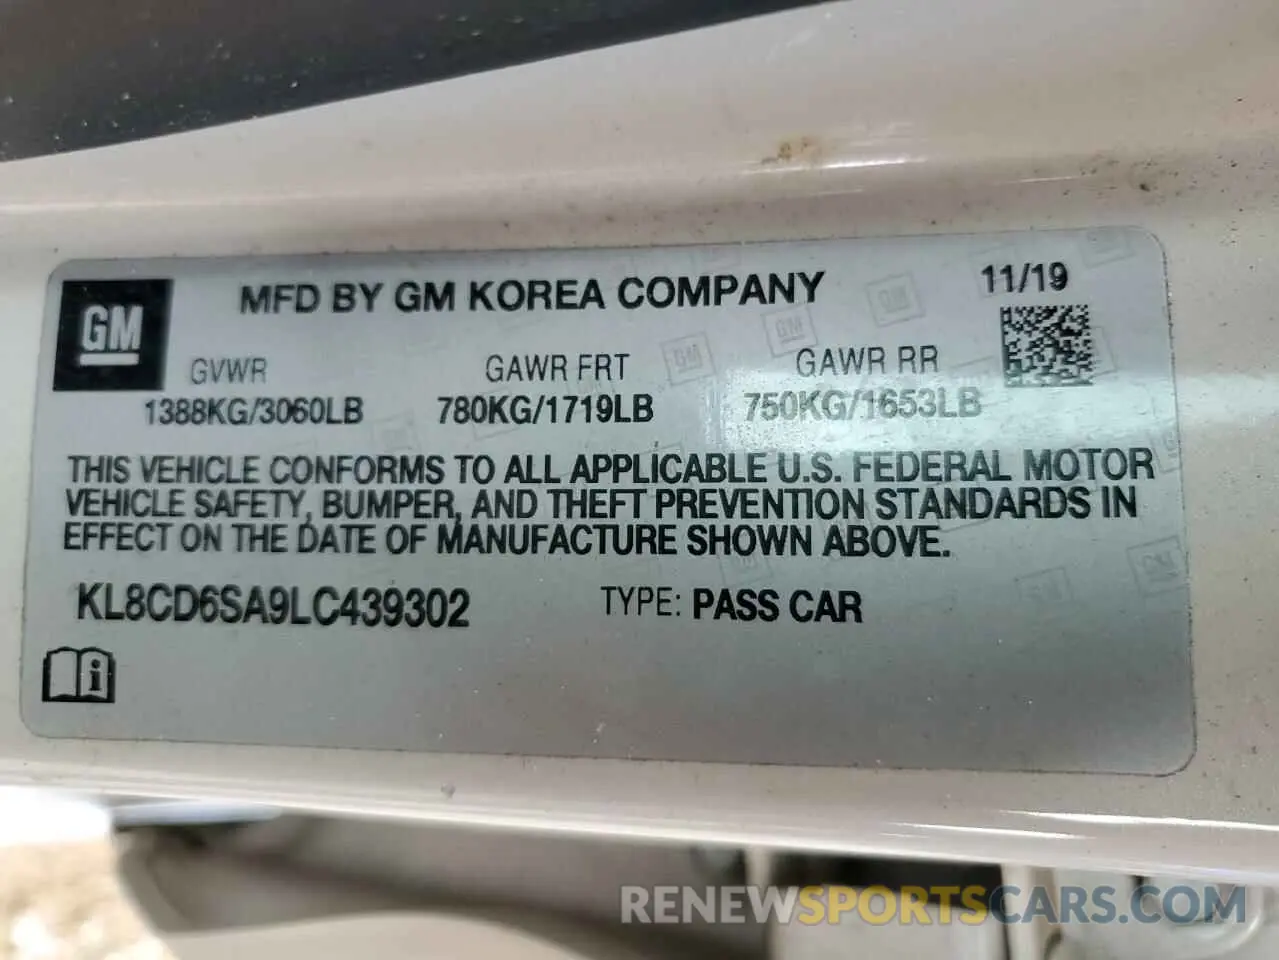 GM
MFD BY GM KOREA COMPANY
11/19
GVWR
GAWR FRT
GAWR RR
1388KG/3060LB
780KG/1719LB
750KG/1653LB
THIS VEHICLE CONFORMS TO ALL APPLICABLE U.S. FEDERAL MOTOR
VEHICLE SAFETY, BUMPER, AND THEFT PREVENTION STANDARDS IN
EFFECT ON THE DATE OF MANUFACTURE SHOWN ABOVE.
KL8CD6SA9LC439302
TYPE: PASS CAR
RENEWSPORTSCARS.COM